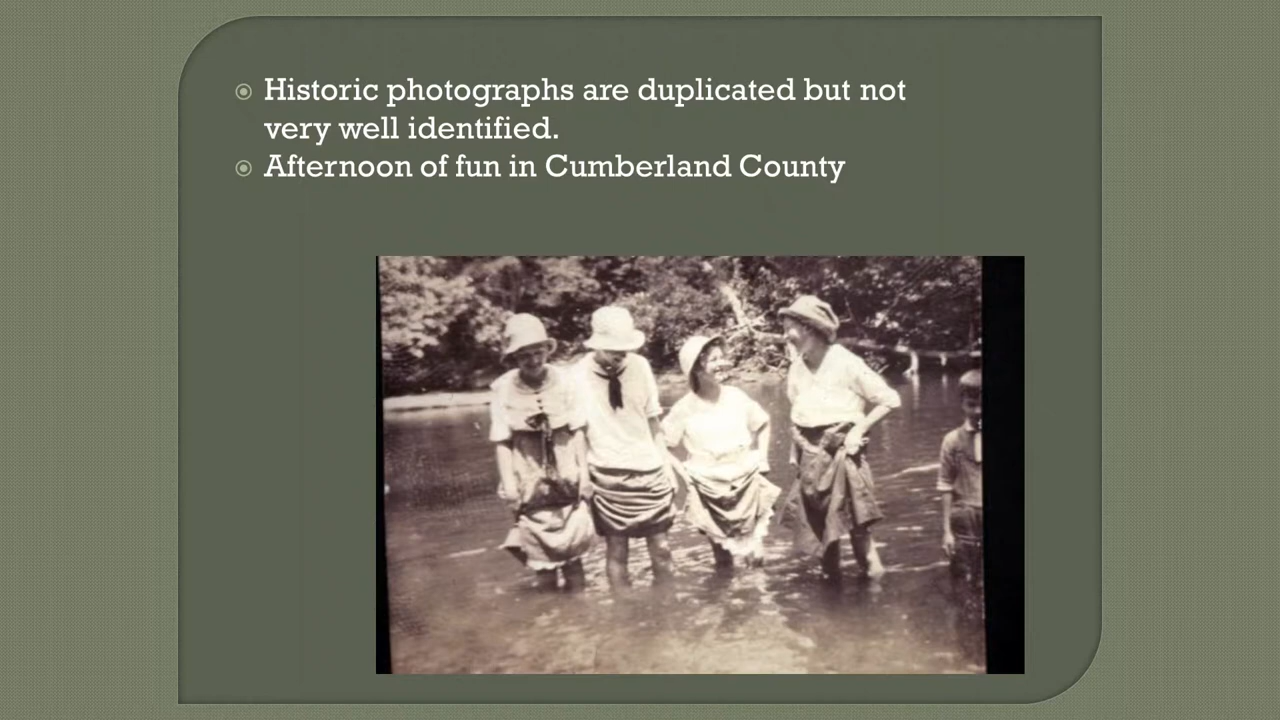 Historic photographs are duplicated but not
very well identified.
Afternoon of fun in Cumberland County